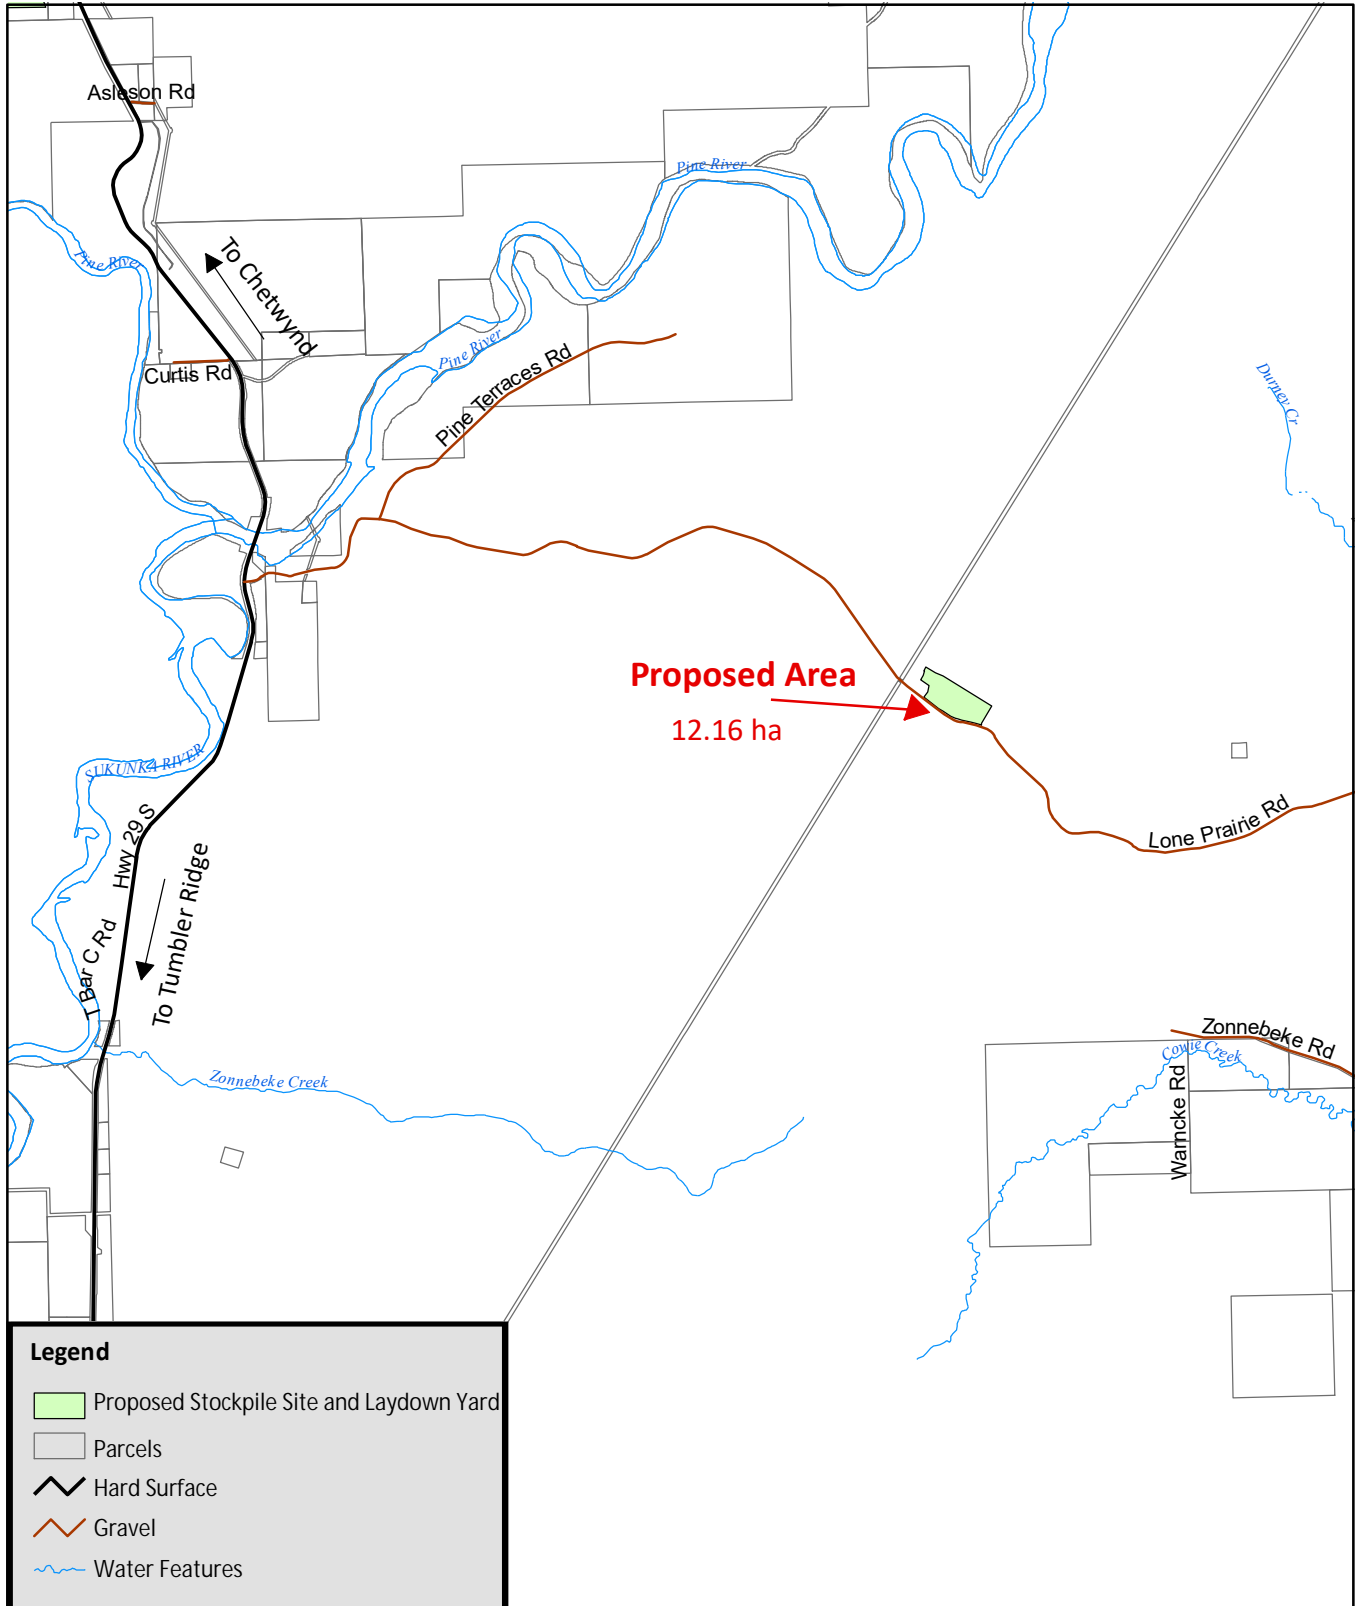 Asleson Rd
Pine River
Pine River
To Chetwynd
Pine River
Curtis Rd
Pine Terraces Rd
Durney Cr
Proposed Area
12.16 ha
SUKUNKA RIVER
Hwy 29 S
Lone Prairie Rd
To Tumbler Ridge
T Bar C Rd
Zonnebeke Rd
Cowie Creek
Zonnebeke Creek
Warncke Rd
Legend
Proposed Stockpile Site and Laydown Yard
Parcels
Hard Surface
Gravel
Water Features